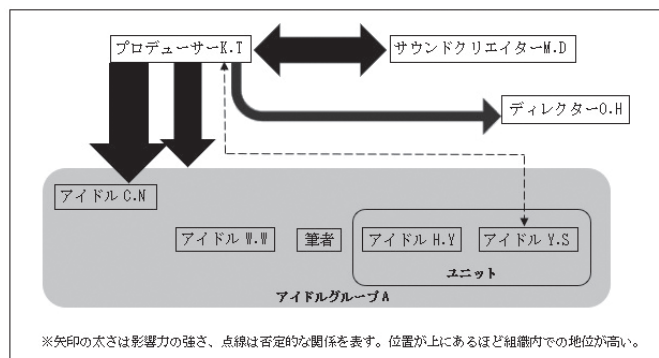 プロデューサーK.T
サウンドクリエイターM.D
ディレクターO.H
アイドル C.N
アイドル W.W
筆者
アイドル H.Y
アイドル Y.S
ユニット
アイドルグループA
※矢印の太さは影響力の強さ、点線は否定的な関係を表す。位置が上にあるほど組織内での地位が高い。